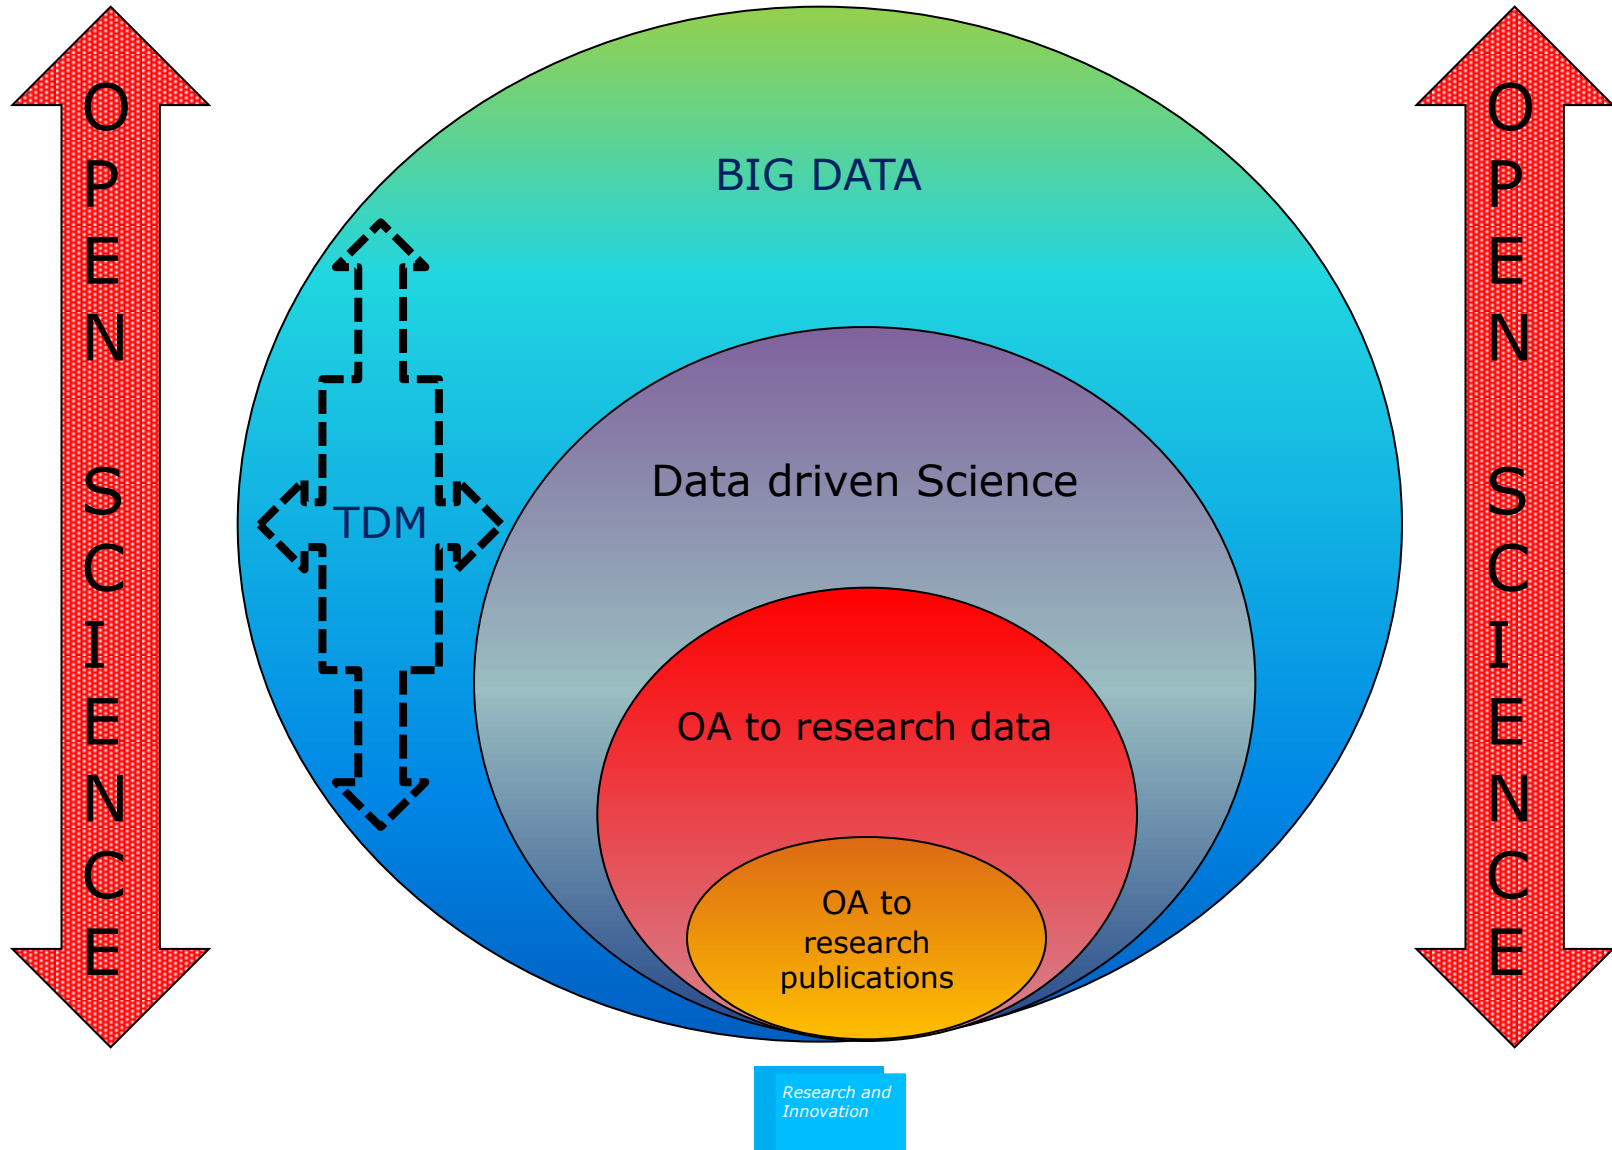 OPEN SCIENCE
BIG DATA
Data driven Science
TDM
OA to research data
OA to
research
publications
OPEN SCIENCE
Research and
Innovation